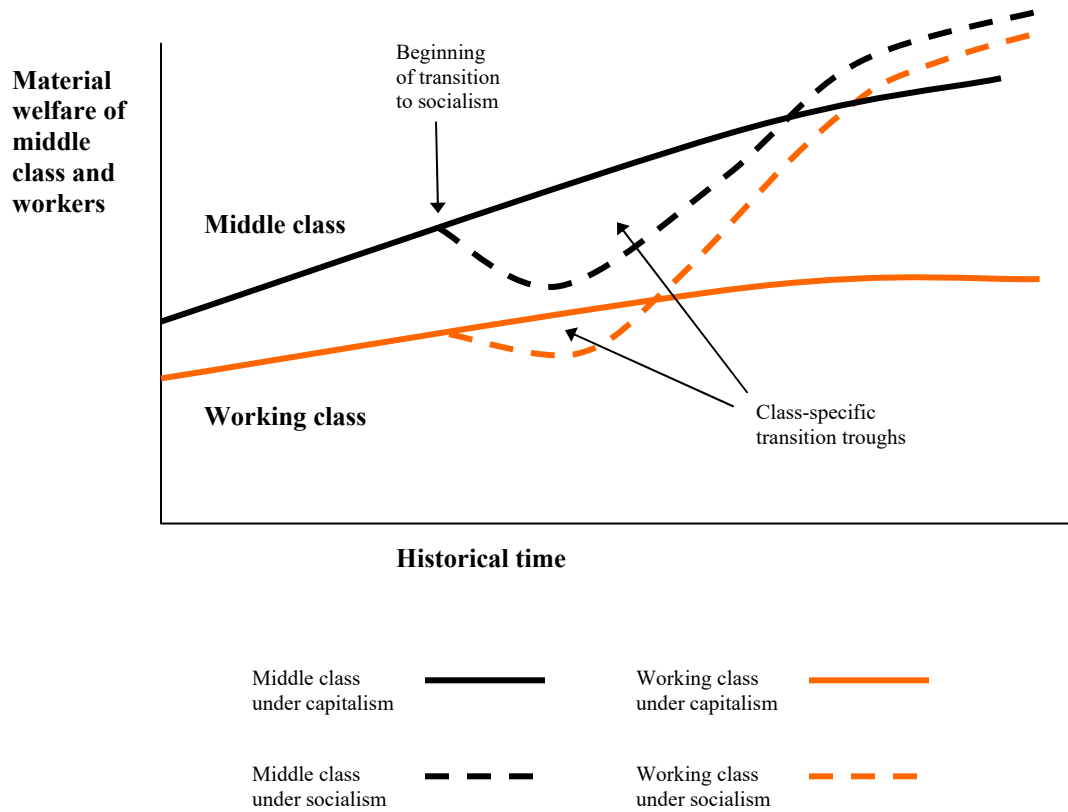 Beginning
of transition
to socialism
Material
welfare of
middle
class and
workers
Middle class
Working class
Class-specific
transition troughs
Historical time
Middle class
under capitalism
Working class
under capitalism
Middle class
under socialism
Working class
under socialism